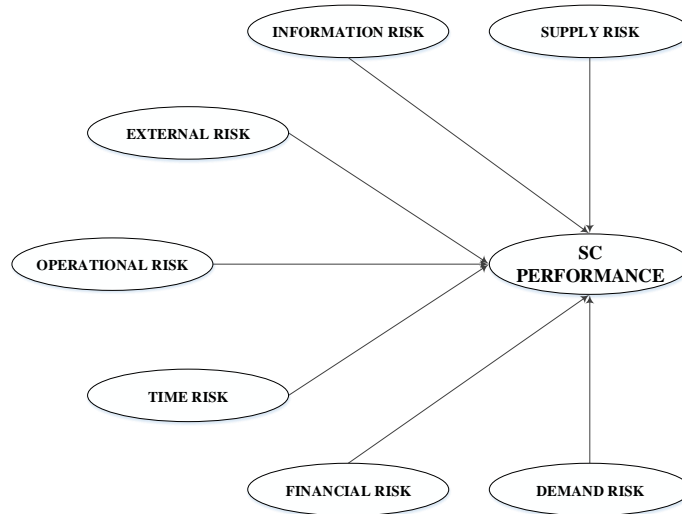 INFORMATION RISK
SUPPLY RISK
EXTERNAL RISK
OPERATIONAL RISK
SC
PERFORMANCE
TIME RISK
FINANCIAL RISK
DEMAND RISK